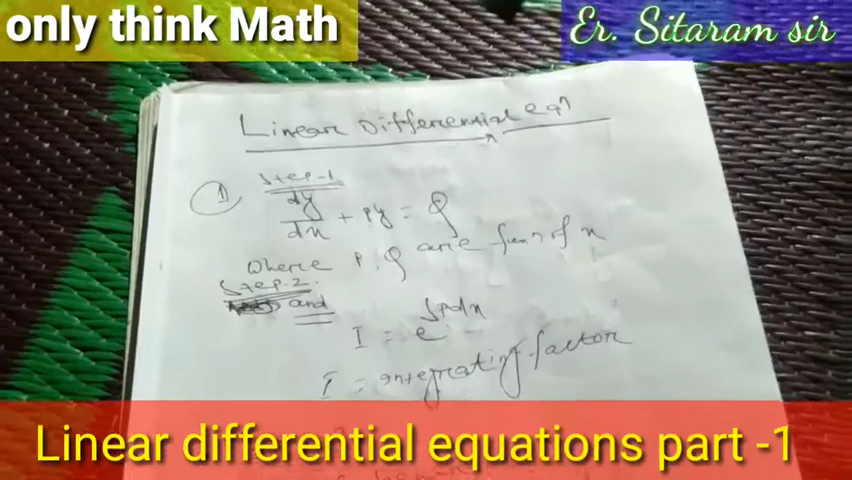 only think Math
Er. Sitaram sir
Linear Differential eqn
① Step-1
dy/dx + py = Q
where P, Q are funn of x
Step-2
and
I = e^∫pdx
I = integrating factor
Linear differential equations part -1